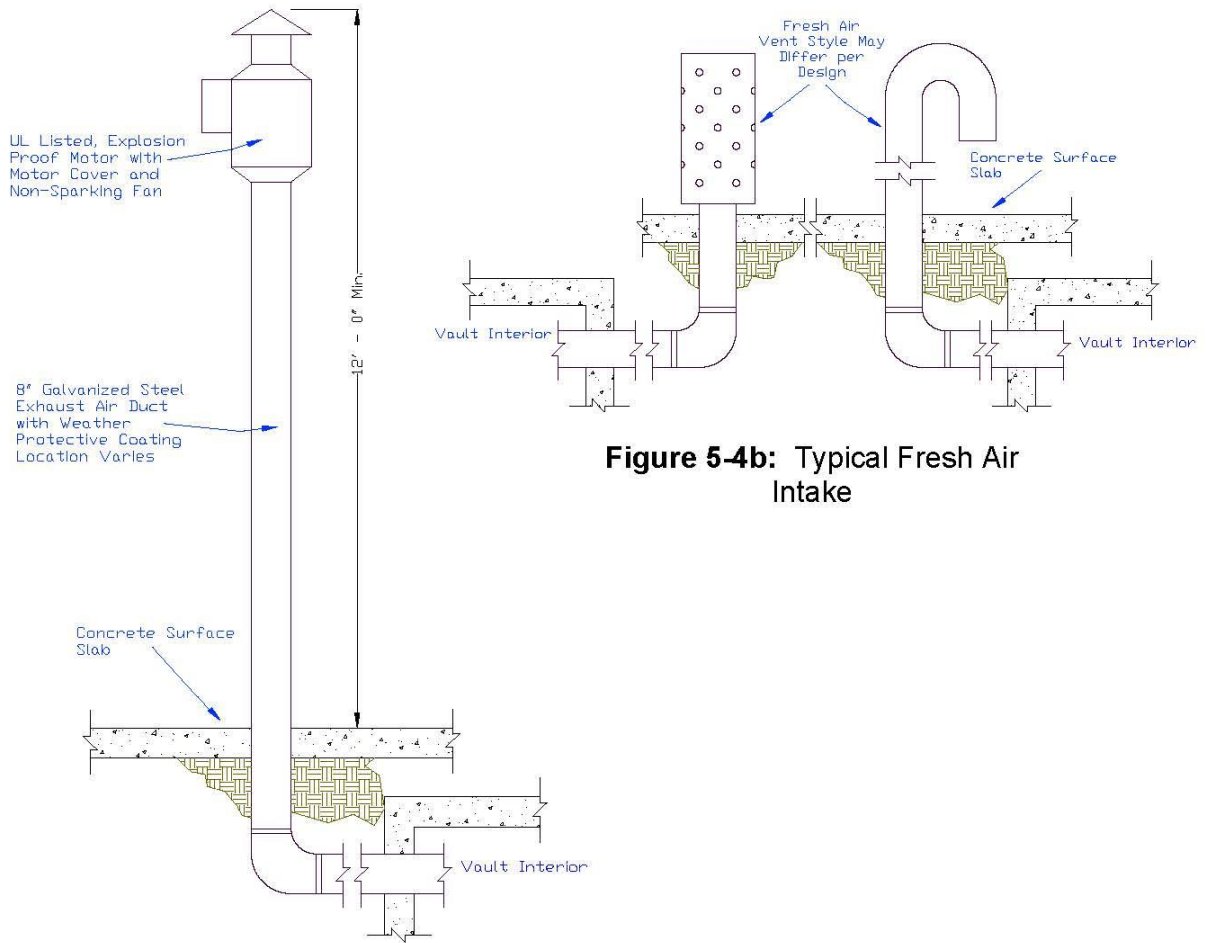 UL Listed, Explosion
Proof Motor with
Motor Cover and
Non-Sparking Fan
12' - 0" Min.
8" Galvanized Steel
Exhaust Air Duct
with Weather
Protective Coating
Location Varies
Concrete Surface
Slab
Vault Interior
Fresh Air
Vent Style May
Differ per
Design
Concrete Surface
Slab
Vault Interior
Vault Interior
Figure 5-4b: Typical Fresh Air
Intake